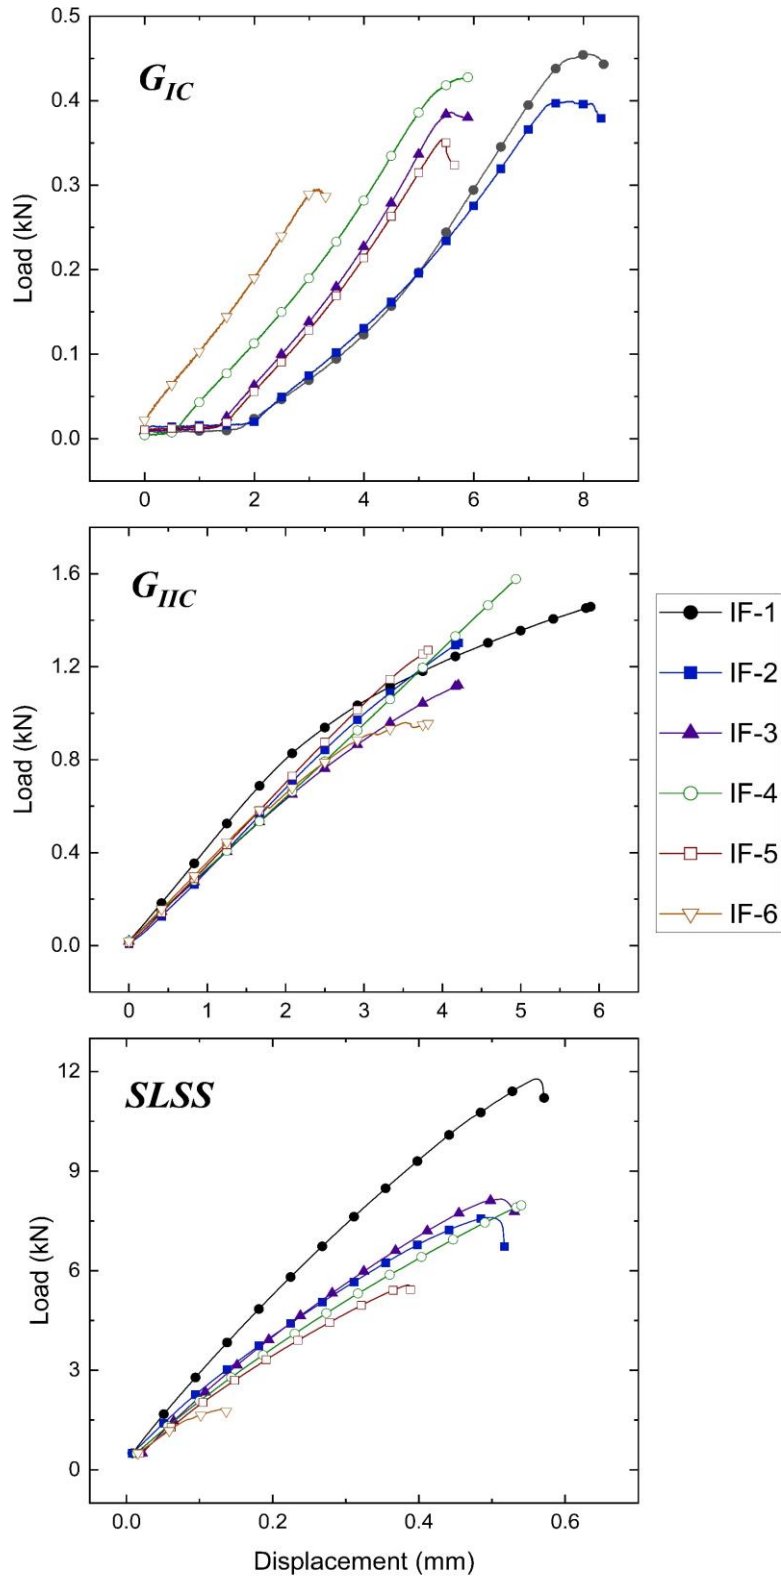 0.5
G_IC
0.4
0.3
0.2
0.1
0.0
Load (kN)
0 2 4 6 8
G_IIC
1.6
1.2
0.8
0.4
0.0
Load (kN)
0 1 2 3 4 5 6
IF-1
IF-2
IF-3
IF-4
IF-5
IF-6
SLSS
12
9
6
3
0
Load (kN)
0.0 0.2 0.4 0.6
Displacement (mm)